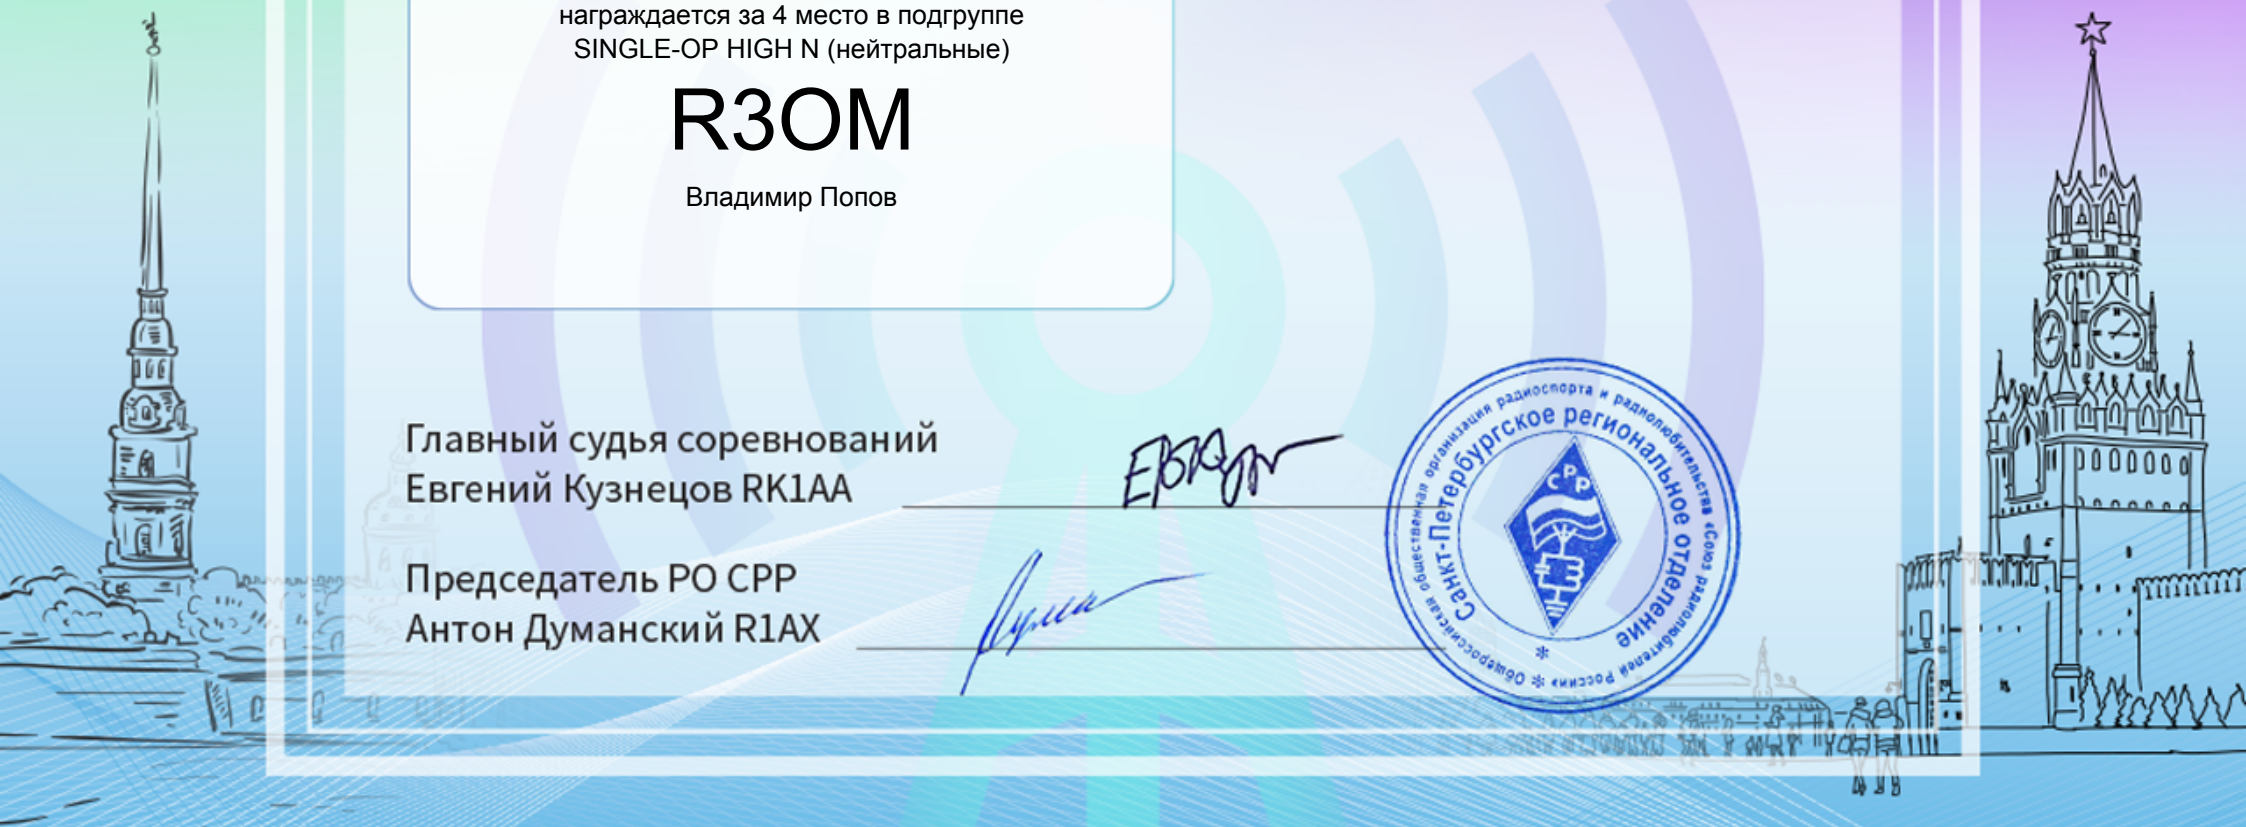 награждается за 4 место в подгруппе
SINGLE-OP HIGH N (нейтральные)
R3OM
Владимир Попов
Главный судья соревнований
Евгений Кузнецов RK1AA
Председатель РО СРР
Антон Думанский R1AX
Общероссийская общественная организация радиоспорта и радиолюбительства «Союз радиолюбителей России»
Санкт-Петербургское региональное отделение
СРР